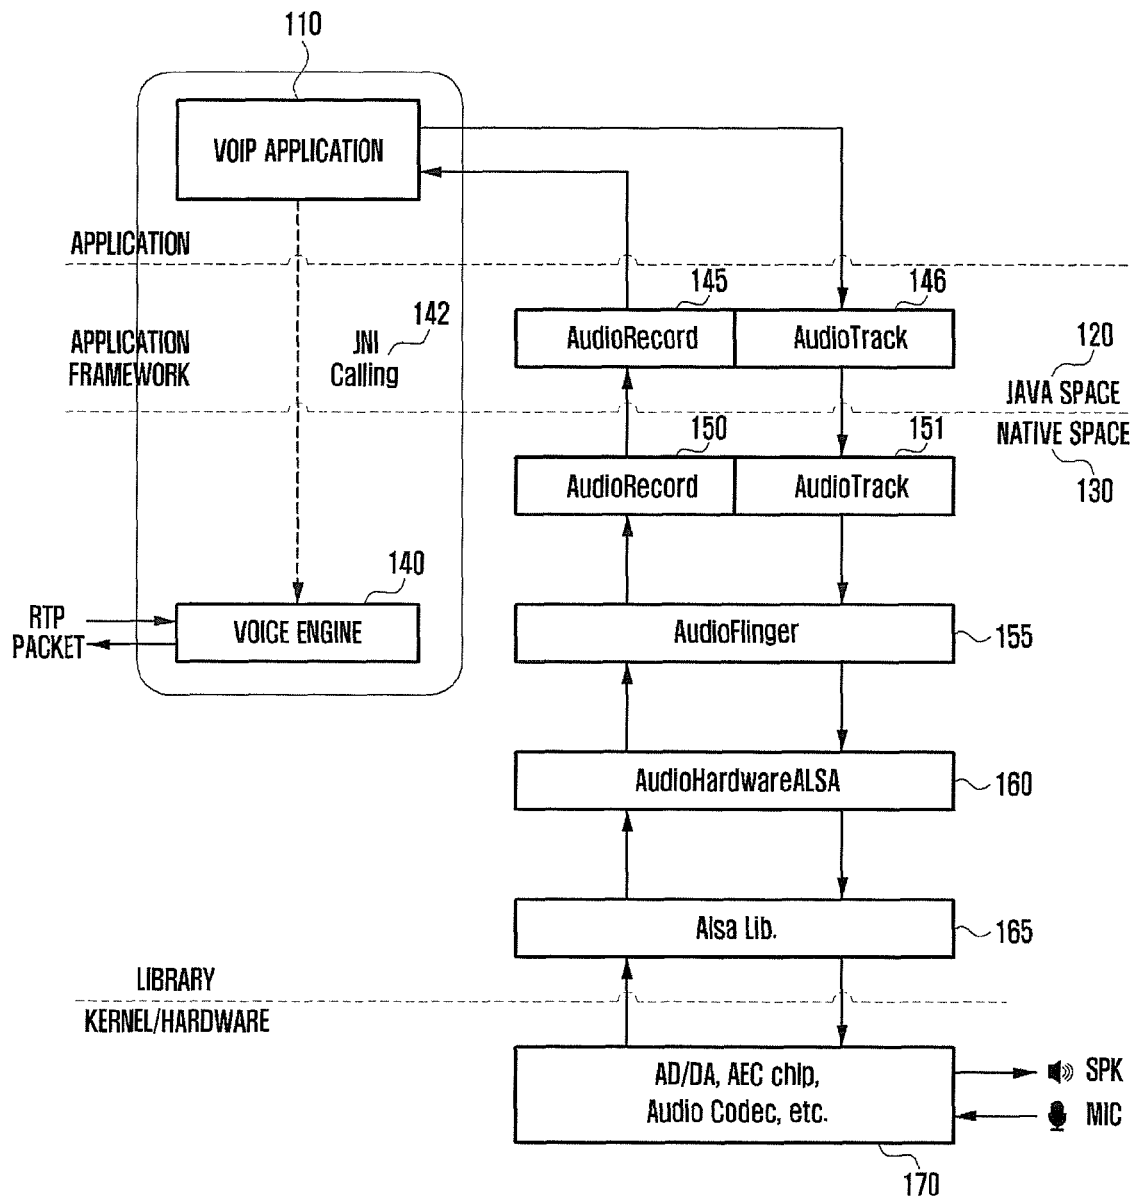 110
VOIP APPLICATION
APPLICATION
145
146
APPLICATION
FRAMEWORK
JNI
Calling
142
AudioRecord
AudioTrack
120
JAVA SPACE
NATIVE SPACE
130
150
151
AudioRecord
AudioTrack
140
RTP
PACKET
VOICE ENGINE
AudioFlinger
155
AudioHardwareALSA
160
Alsa Lib.
165
LIBRARY
KERNEL/HARDWARE
AD/DA, AEC chip,
Audio Codec, etc.
SPK
MIC
170